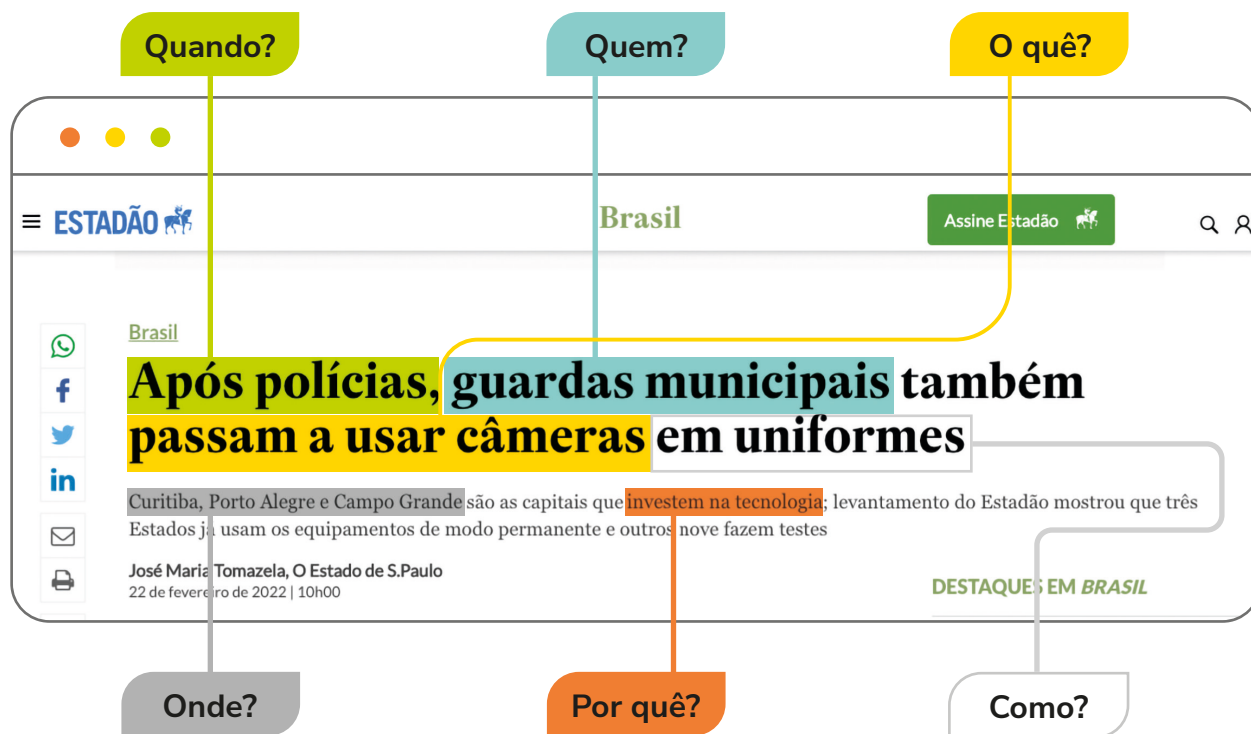 Quando?
Quem?
O quê?
ESTADÃO
Brasil
Assine Estadão
Brasil
Após polícias, guardas municipais também
passam a usar câmeras em uniformes
Curitiba, Porto Alegre e Campo Grande são as capitais que investem na tecnologia; levantamento do Estadão mostrou que três
Estados já usam os equipamentos de modo permanente e outros nove fazem testes
José Maria Tomazela, O Estado de S.Paulo
22 de fevereiro de 2022 | 10h00
DESTAQUES EM BRASIL
Onde?
Por quê?
Como?